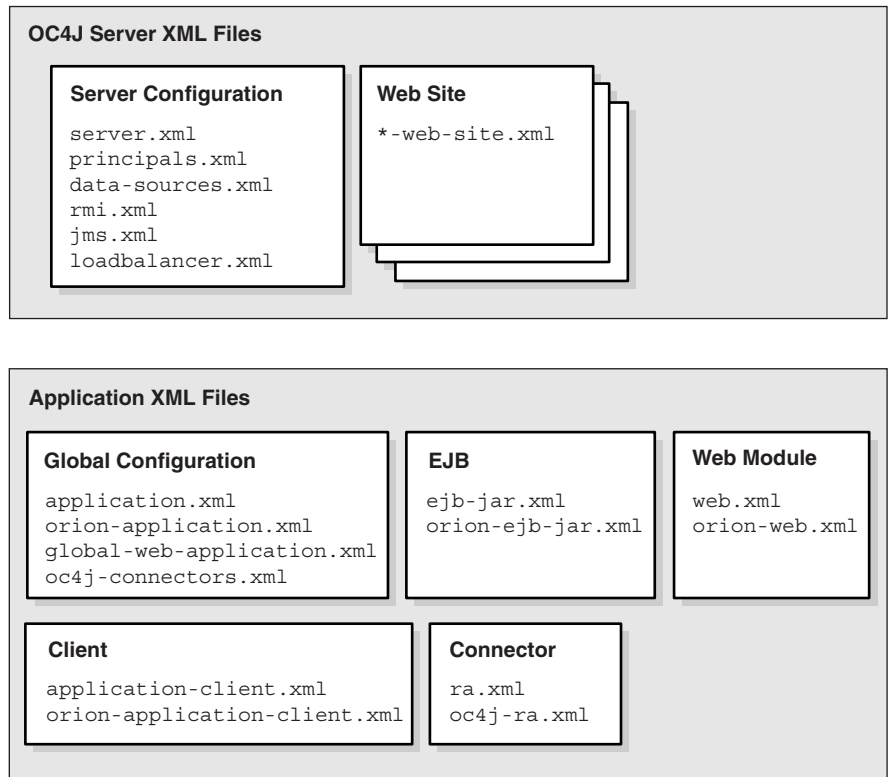 OC4J Server XML Files
Server Configuration
server.xml
principals.xml
data-sources.xml
rmi.xml
jms.xml
loadbalancer.xml
Web Site
*-web-site.xml
Application XML Files
Global Configuration
application.xml
orion-application.xml
global-web-application.xml
oc4j-connectors.xml
EJB
ejb-jar.xml
orion-ejb-jar.xml
Web Module
web.xml
orion-web.xml
Client
application-client.xml
orion-application-client.xml
Connector
ra.xml
oc4j-ra.xml